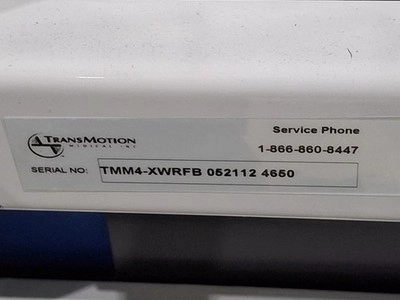 TRANSMOTION
MEDICAL INC
Service Phone
1-866-860-8447
SERIAL NO: TMM4-XWRFB 052112 4650